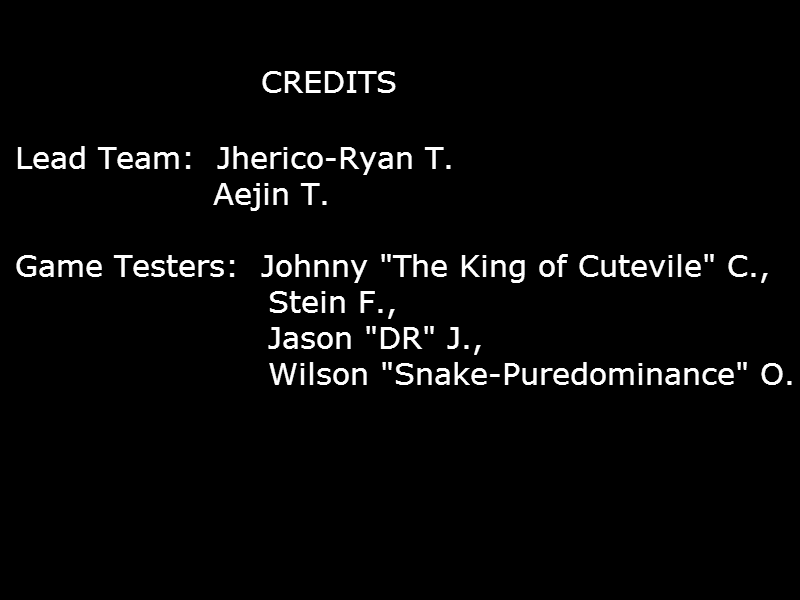 CREDITS
Lead Team: Jherico-Ryan T.
Aejin T.
Game Testers: Johnny "The King of Cutevile" C.,
Stein F.,
Jason "DR" J.,
Wilson "Snake-Puredominance" O.